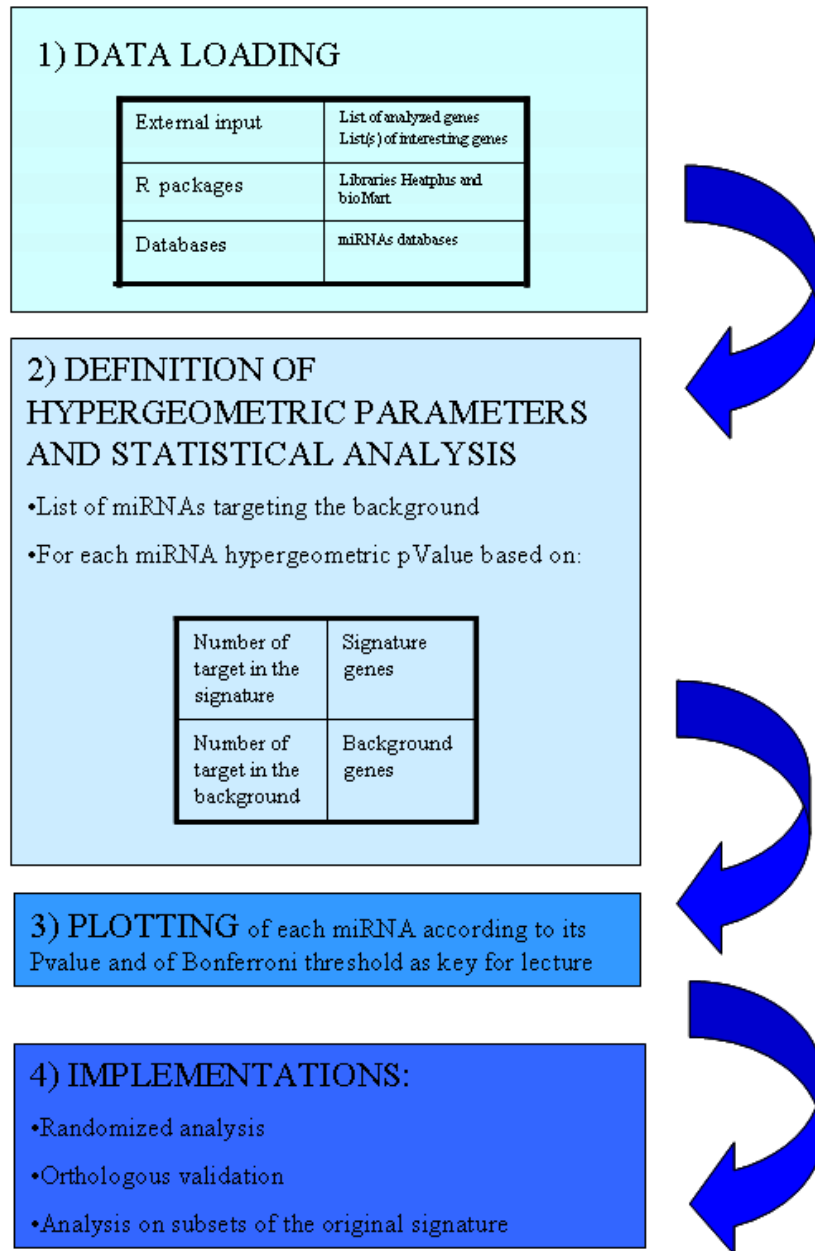 1) DATA LOADING
External input
List of analyzed genes
List(s) of interesting genes
R packages
Libraries Heatplus and
bioMart
Databases
miRNAs databases
2) DEFINITION OF
HYPERGEOMETRIC PARAMETERS
AND STATISTICAL ANALYSIS
•List of miRNAs targeting the background
•For each miRNA hypergeometric pValue based on:
Number of
target in the
signature
Signature
genes
Number of
target in the
background
Background
genes
3) PLOTTING of each miRNA according to its
Pvalue and of Bonferroni threshold as key for lecture
4) IMPLEMENTATIONS:
•Randomized analysis
•Orthologous validation
•Analysis on subsets of the original signature